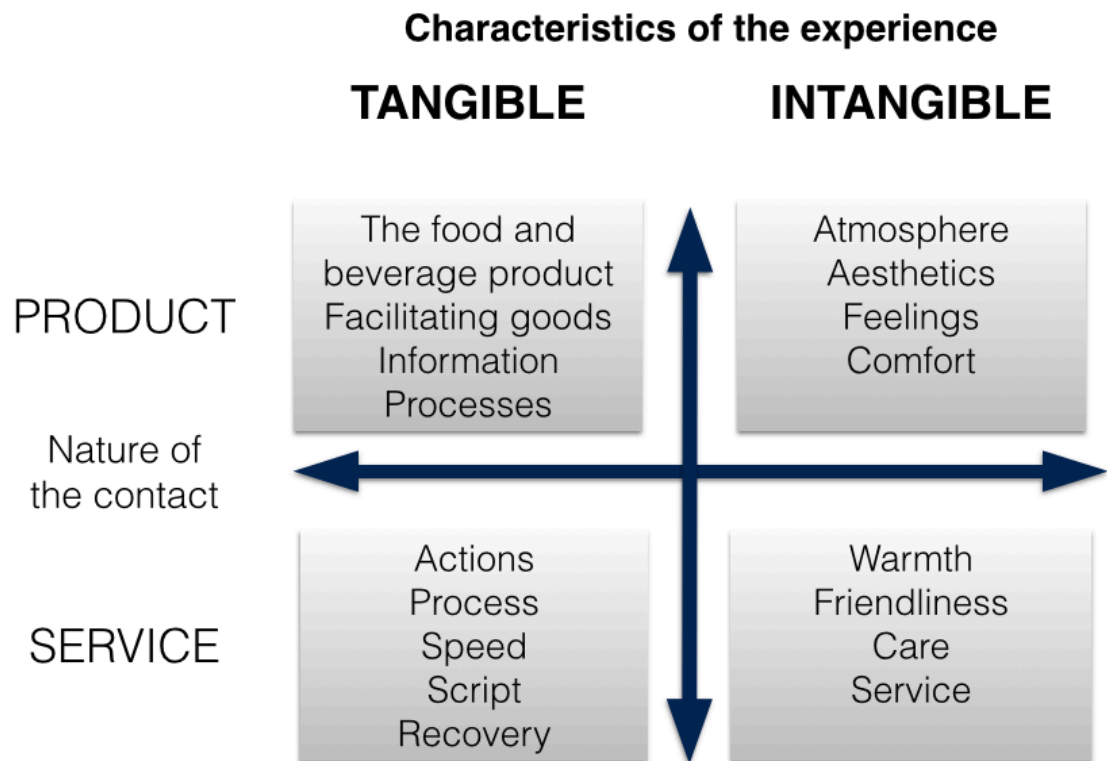 Characteristics of the experience
TANGIBLE
INTANGIBLE
PRODUCT
The food and
beverage product
Facilitating goods
Information
Processes
Atmosphere
Aesthetics
Feelings
Comfort
Nature of
the contact
SERVICE
Actions
Process
Speed
Script
Recovery
Warmth
Friendliness
Care
Service